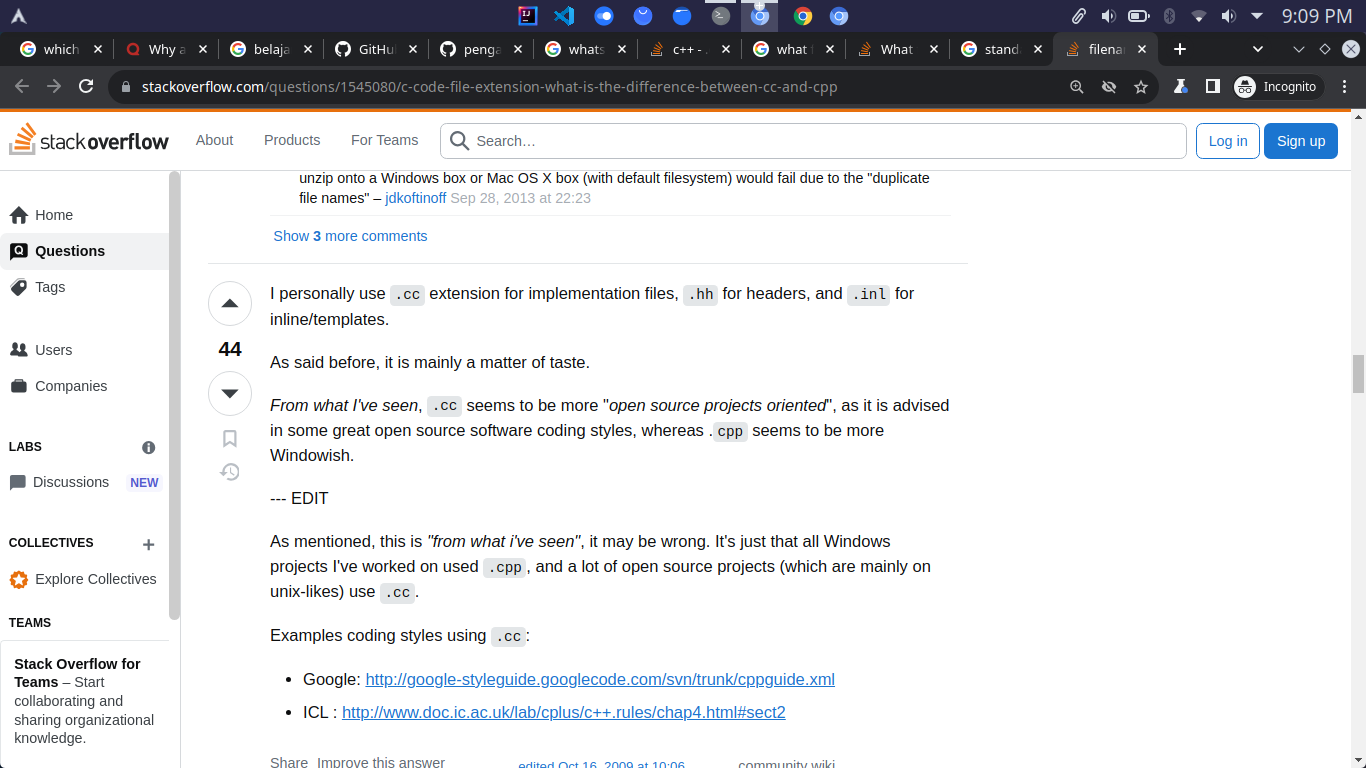 9:09 PM
which
Why a
belaja
GitHu
penga
whats
c++ - .
what f
What
stand
filena
stackoverflow.com/questions/1545080/c-code-file-extension-what-is-the-difference-between-cc-and-cpp
Incognito
stackoverflow
About
Products
For Teams
Search…
Log in
Sign up
Home
Questions
Tags
Users
Companies
LABS
Discussions NEW
COLLECTIVES
Explore Collectives
TEAMS
Stack Overflow for
Teams – Start
collaborating and
sharing organizational
knowledge.
unzip onto a Windows box or Mac OS X box (with default filesystem) would fail due to the "duplicate
file names" – jdkoftinoff Sep 28, 2013 at 22:23
Show 3 more comments
44
I personally use .cc extension for implementation files, .hh for headers, and .inl for
inline/templates.
As said before, it is mainly a matter of taste.
From what I've seen, .cc seems to be more "open source projects oriented", as it is advised
in some great open source software coding styles, whereas .cpp seems to be more
Windowish.
--- EDIT
As mentioned, this is "from what i've seen", it may be wrong. It's just that all Windows
projects I've worked on used .cpp, and a lot of open source projects (which are mainly on
unix-likes) use .cc.
Examples coding styles using .cc:
• Google: http://google-styleguide.googlecode.com/svn/trunk/cppguide.xml
• ICL : http://www.doc.ic.ac.uk/lab/cplus/c++.rules/chap4.html#sect2
Share Improve this answer
edited Oct 16, 2009 at 10:06
community wiki